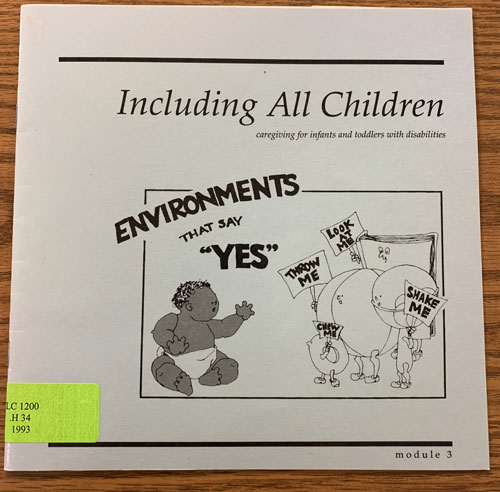 Including All Children
caregiving for infants and toddlers with disabilities
ENVIRONMENTS
THAT SAY
"YES"
LOOK
AT
ME
THROW
ME
SHAKE
ME
CHEW
ME
LC 1200
.H 34
1993
module 3